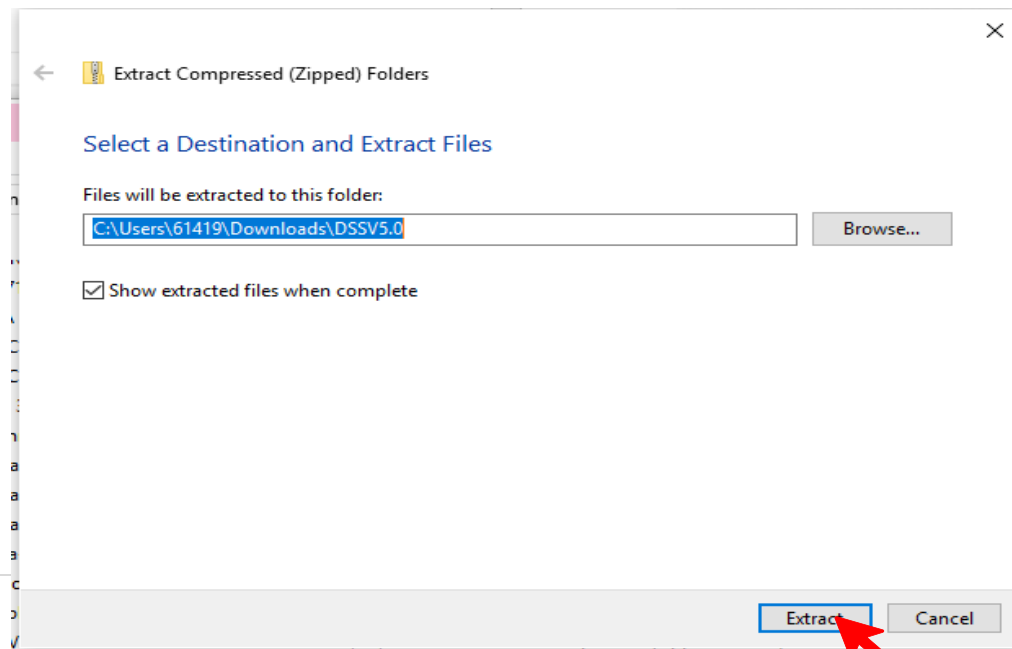 Extract Compressed (Zipped) Folders
Select a Destination and Extract Files
Files will be extracted to this folder:
C:\Users\61419\Downloads\DSSV5.0
Browse...
Show extracted files when complete
Extract
Cancel